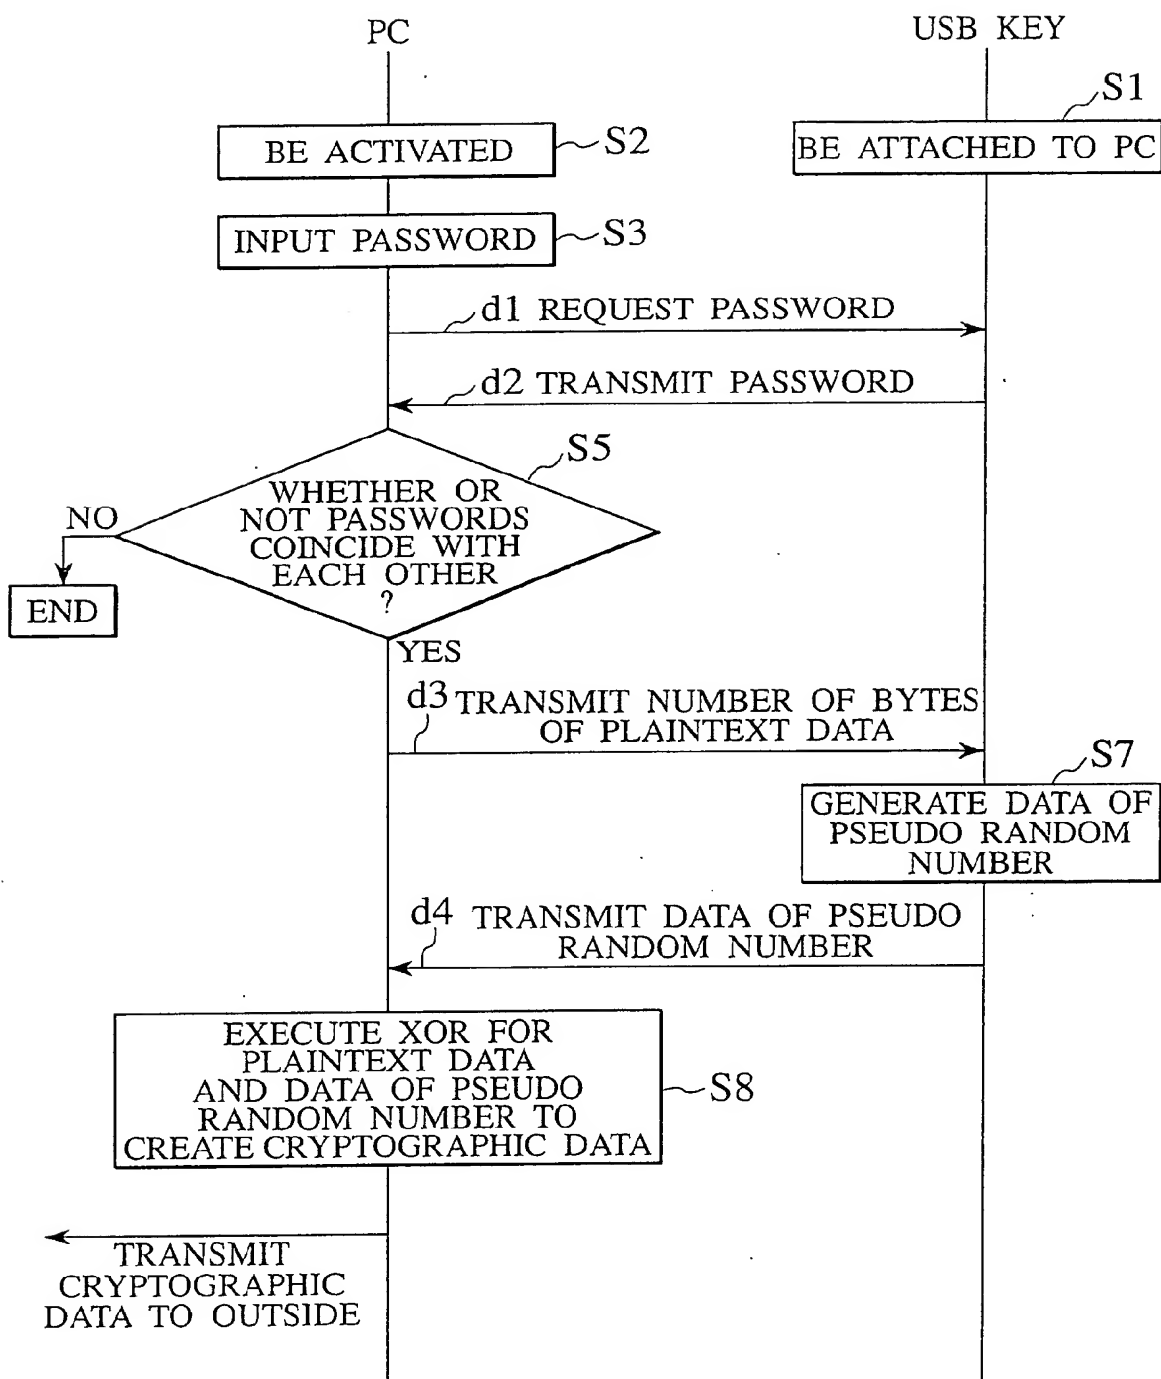 PC
USB KEY
S1
BE ACTIVATED
S2
BE ATTACHED TO PC
INPUT PASSWORD
S3
d1 REQUEST PASSWORD
d2 TRANSMIT PASSWORD
S5
WHETHER OR
NOT PASSWORDS
COINCIDE WITH
EACH OTHER
?
NO
END
YES
d3 TRANSMIT NUMBER OF BYTES
OF PLAINTEXT DATA
S7
GENERATE DATA OF
PSEUDO RANDOM
NUMBER
d4 TRANSMIT DATA OF PSEUDO
RANDOM NUMBER
EXECUTE XOR FOR
PLAINTEXT DATA
AND DATA OF PSEUDO
RANDOM NUMBER TO
CREATE CRYPTOGRAPHIC DATA
S8
TRANSMIT
CRYPTOGRAPHIC
DATA TO OUTSIDE